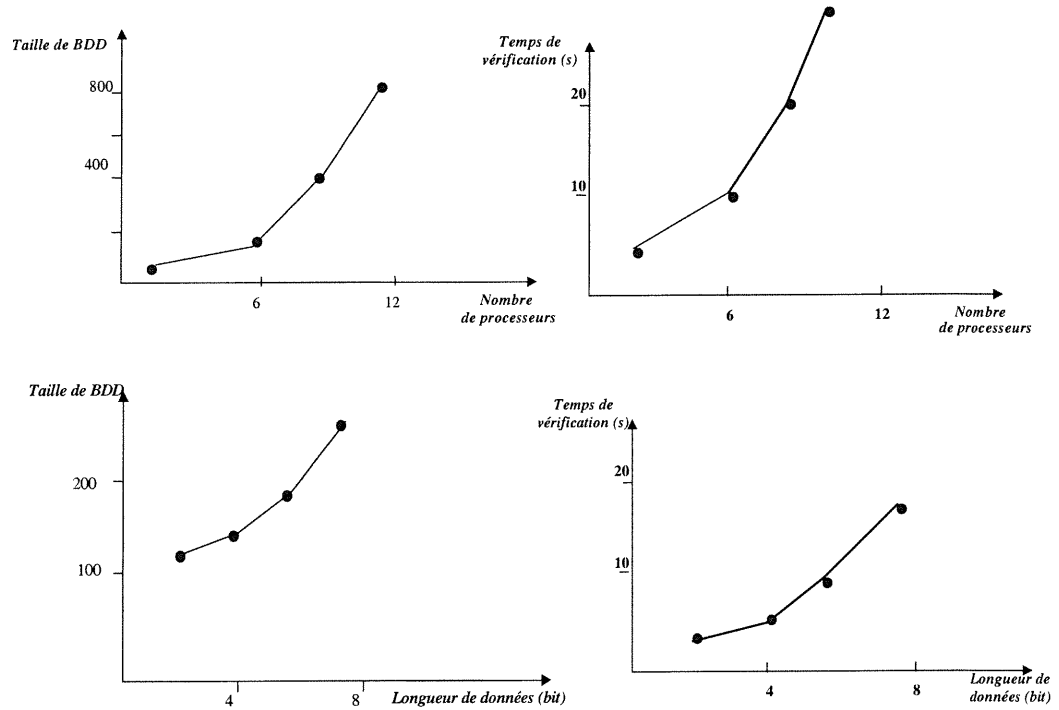 Taille de BDD
800
400
6
12
Nombre
de processeurs
Temps de
vérification (s)
20
10
6
12
Nombre
de processeurs
Taille de BDD
200
100
4
8
Longueur de données (bit)
Temps de
vérification (s)
20
10
4
8
Longueur de
données (bit)